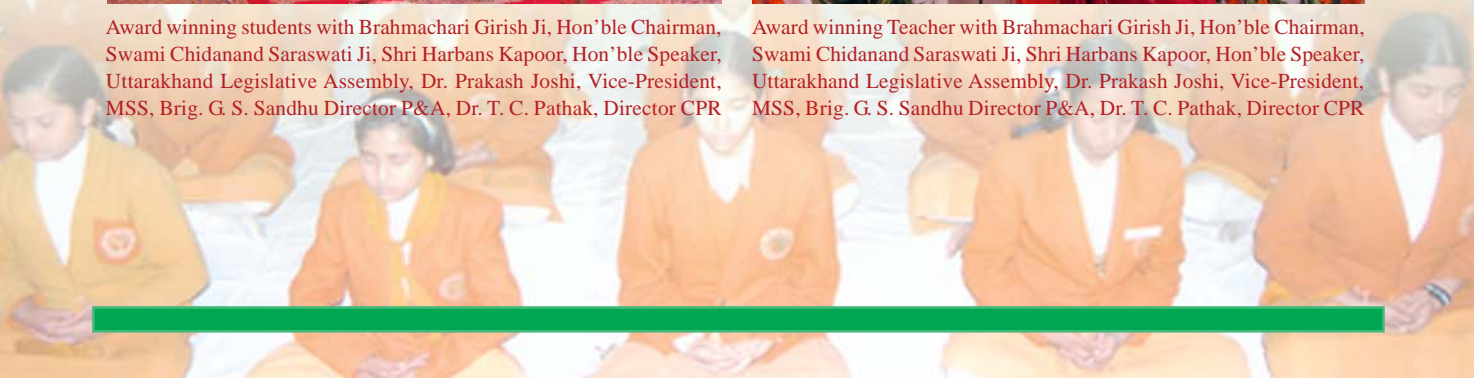 Award winning students with Brahmachari Girish Ji, Hon’ble Chairman,
Swami Chidanand Saraswati Ji, Shri Harbans Kapoor, Hon’ble Speaker,
Uttarakhand Legislative Assembly, Dr. Prakash Joshi, Vice-President,
MSS, Brig. G. S. Sandhu Director P&A, Dr. T. C. Pathak, Director CPR
Award winning Teacher with Brahmachari Girish Ji, Hon’ble Chairman,
Swami Chidanand Saraswati Ji, Shri Harbans Kapoor, Hon’ble Speaker,
Uttarakhand Legislative Assembly, Dr. Prakash Joshi, Vice-President,
MSS, Brig. G. S. Sandhu Director P&A, Dr. T. C. Pathak, Director CPR